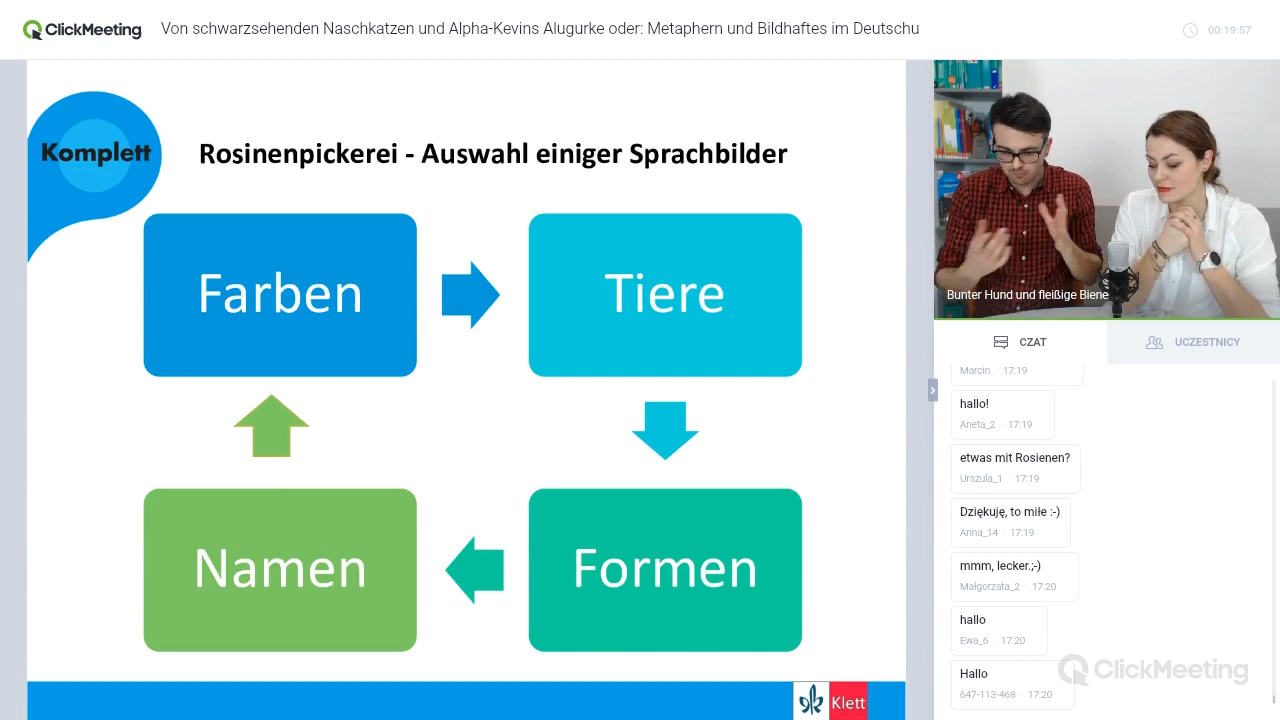 ClickMeeting
Von schwarzsehenden Naschkatzen und Alpha-Kevins Alugurke oder: Metaphern und Bildhaftes im Deutschu
00:19:57
Komplett
Rosinenpickerei - Auswahl einiger Sprachbilder
Farben
Tiere
Namen
Formen
Klett
Bunter Hund und fleißige Biene
CZAT
UCZESTNICY
Marcin · 17:19
hallo!
Aneta_2 · 17:19
etwas mit Rosienen?
Urszula_1 · 17:19
Dziękuję, to miłe :-)
Anna_14 · 17:19
mmm, lecker.;-)
Małgorzata_2 · 17:20
hallo
Ewa_6 · 17:20
Hallo
647-113-468 · 17:20
ClickMeeting